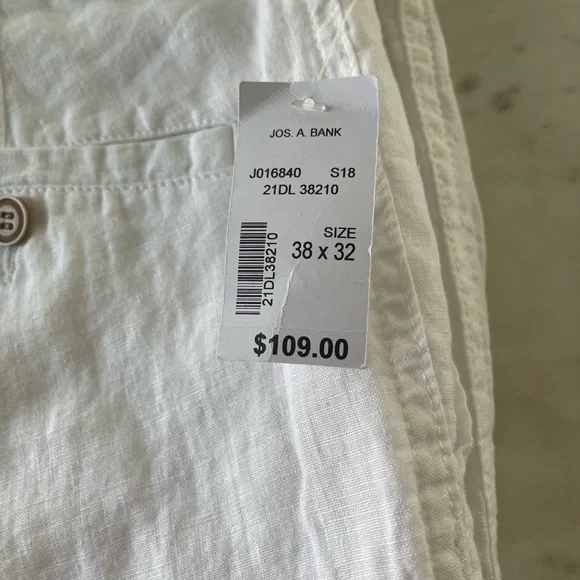 JOS. A. BANK
J016840 S18
21DL 38210
SIZE
38 x 32
21DL38210
$109.00